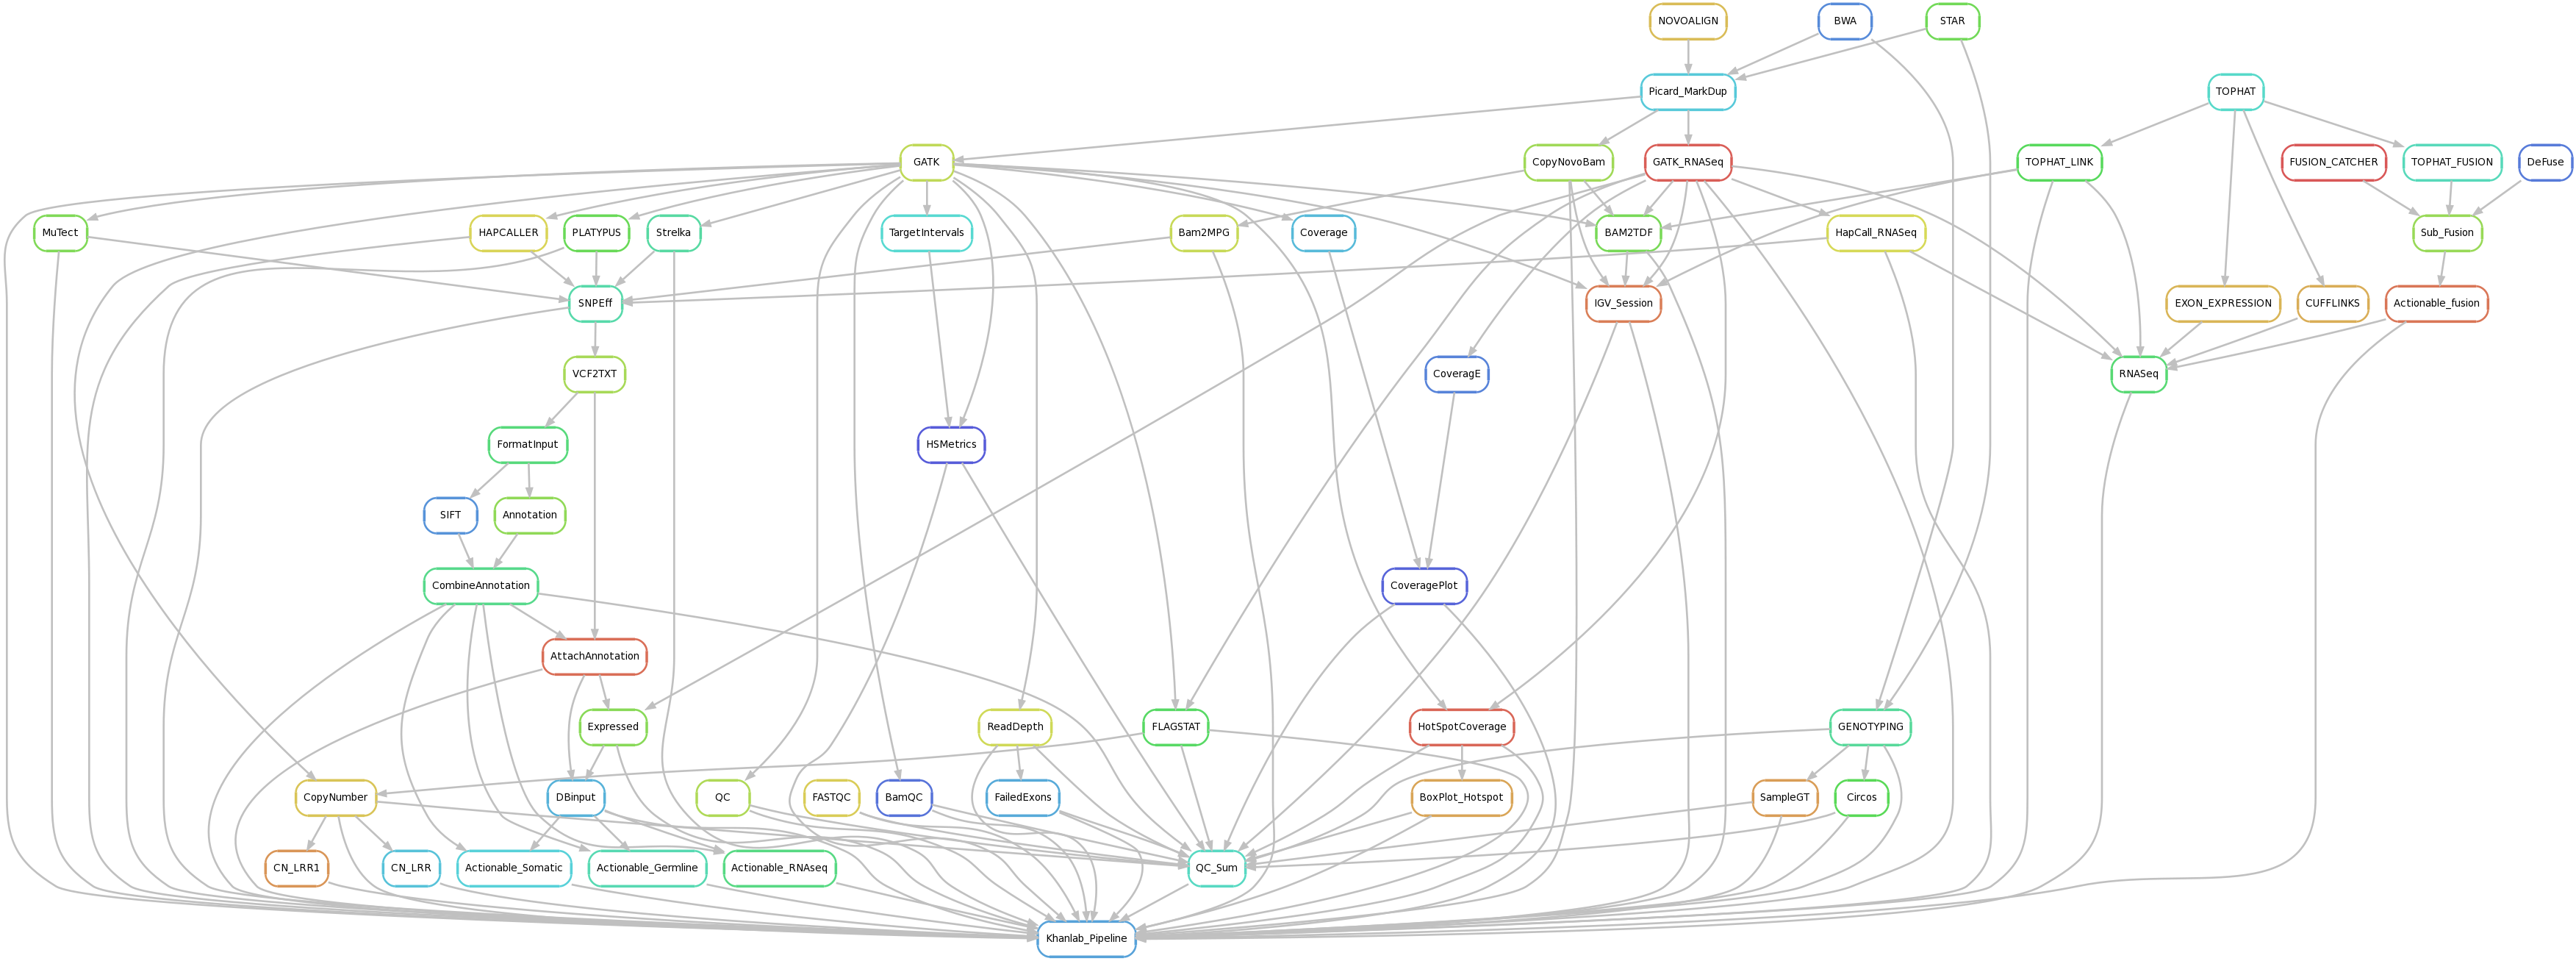 NOVOALIGN
BWA
STAR
Picard_MarkDup
TOPHAT
GATK
CopyNovoBam
GATK_RNASeq
TOPHAT_LINK
FUSION_CATCHER
TOPHAT_FUSION
DeFuse
MuTect
HAPCALLER
PLATYPUS
Strelka
TargetIntervals
Bam2MPG
Coverage
BAM2TDF
HapCall_RNASeq
Sub_Fusion
SNPEff
IGV_Session
EXON_EXPRESSION
CUFFLINKS
Actionable_fusion
VCF2TXT
CoveragE
RNASeq
FormatInput
HSMetrics
SIFT
Annotation
CombineAnnotation
CoveragePlot
AttachAnnotation
Expressed
ReadDepth
FLAGSTAT
HotSpotCoverage
GENOTYPING
CopyNumber
DBinput
QC
FASTQC
BamQC
FailedExons
BoxPlot_Hotspot
SampleGT
Circos
CN_LRR1
CN_LRR
Actionable_Somatic
Actionable_Germline
Actionable_RNAseq
QC_Sum
Khanlab_Pipeline